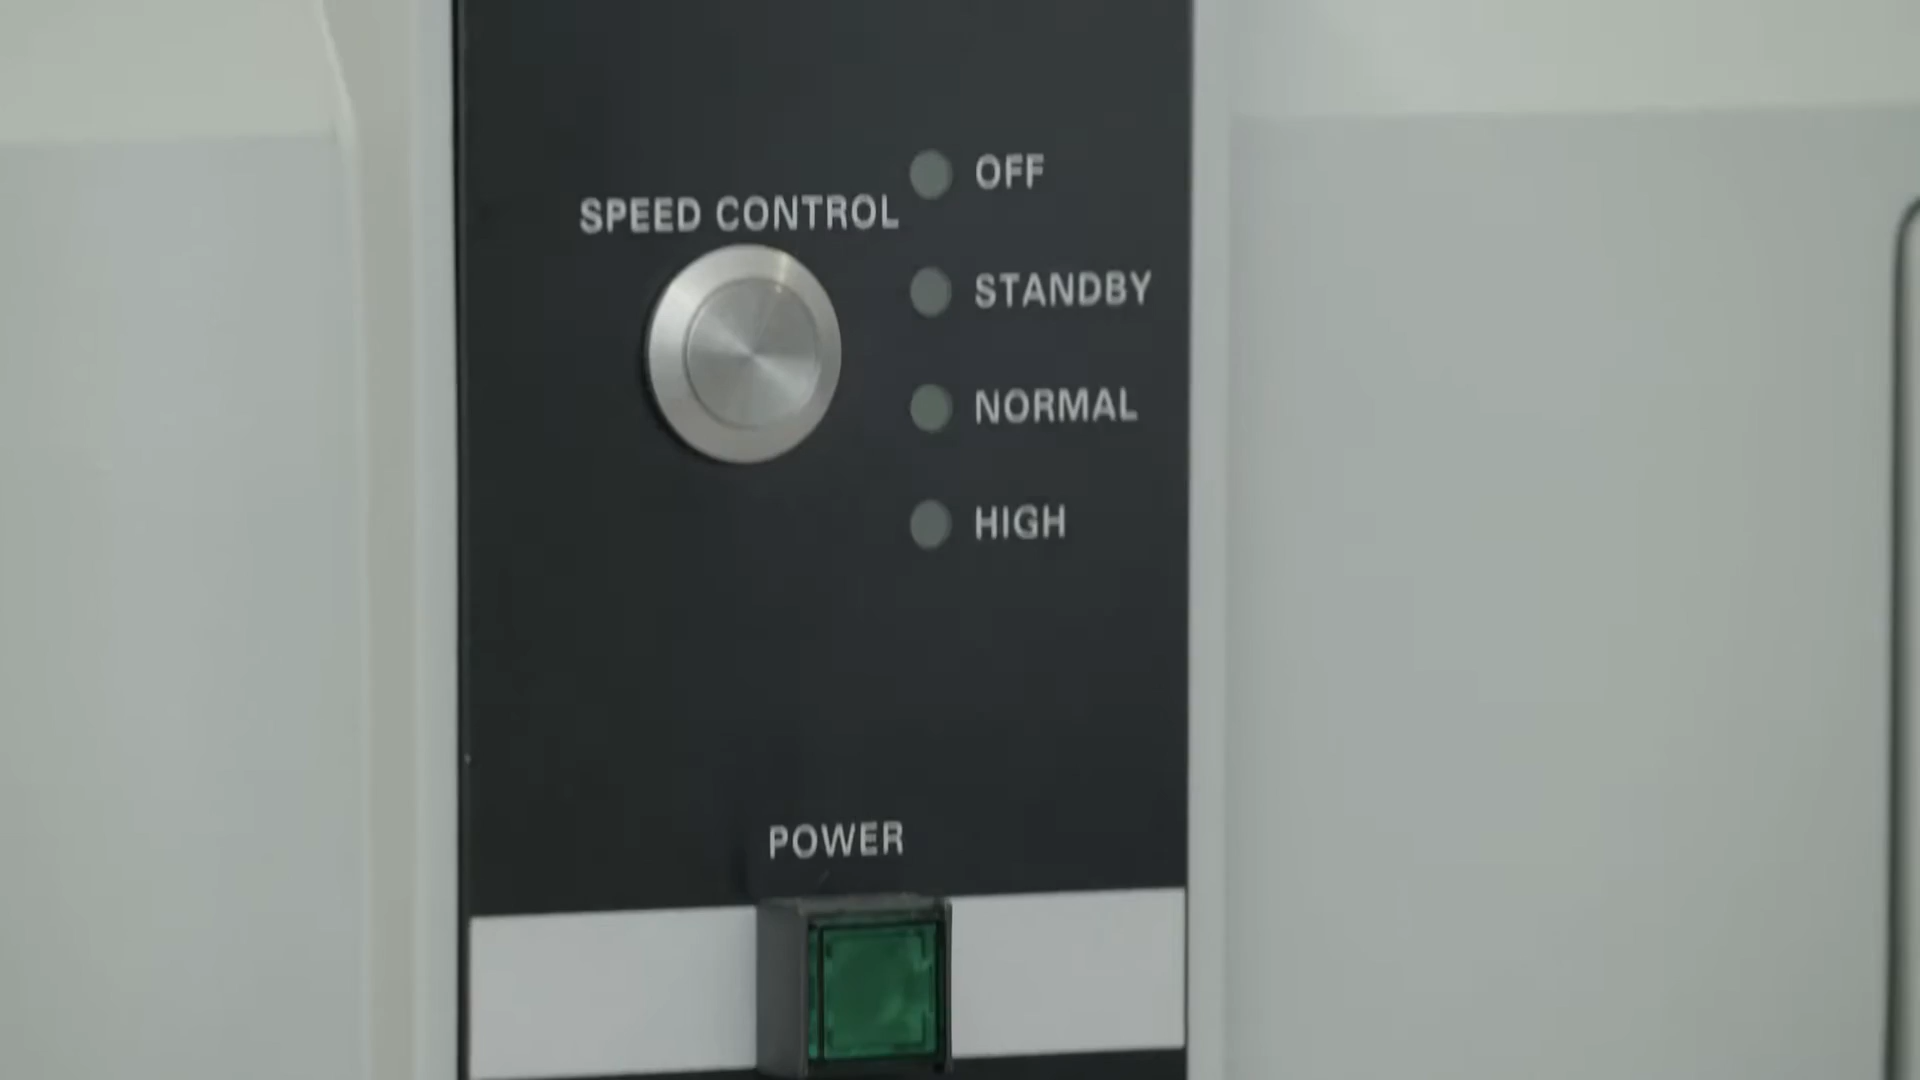 SPEED CONTROL
OFF
STANDBY
NORMAL
HIGH
POWER